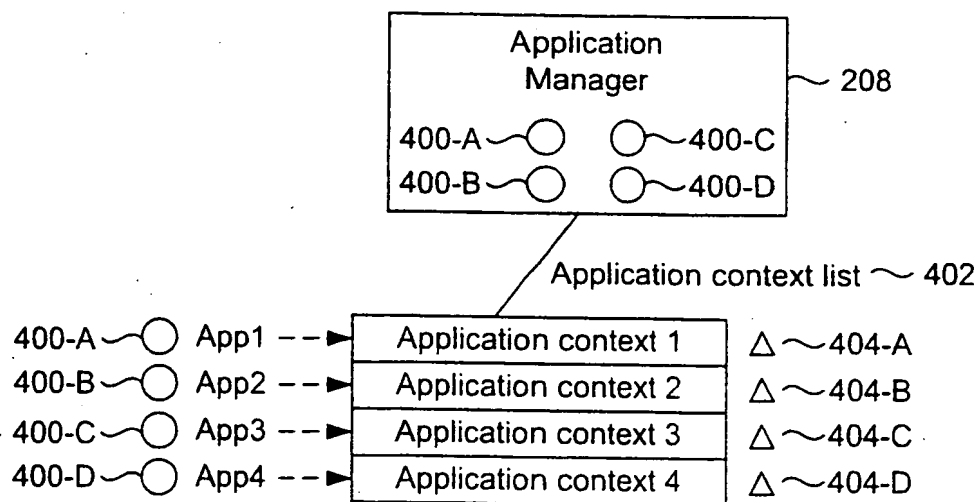 Application
Manager
208
400-A 400-C
400-B 400-D
Application context list 402
400-A App1 Application context 1 404-A
400-B App2 Application context 2 404-B
400-C App3 Application context 3 404-C
400-D App4 Application context 4 404-D